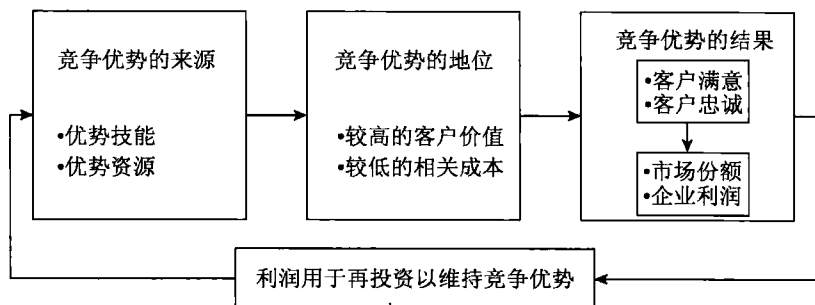 竞争优势的来源
•优势技能
•优势资源
竞争优势的地位
•较高的客户价值
•较低的相关成本
竞争优势的结果
•客户满意
•客户忠诚
•市场份额
•企业利润
利润用于再投资以维持竞争优势